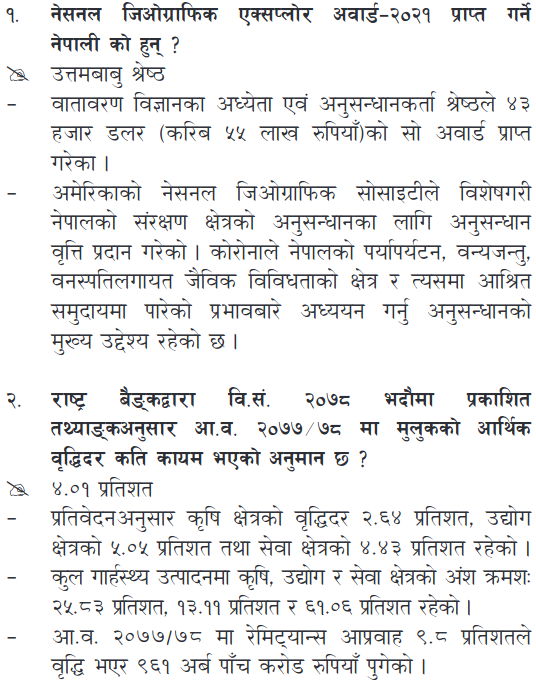 १. नेसनल जिओग्राफिक एक्सप्लोर अवार्ड-२०२१ प्राप्त गर्ने
नेपाली को हुन् ?
उत्तमबाबु श्रेष्ठ
- वातावरण विज्ञानका अध्येता एवं अनुसन्धानकर्ता श्रेष्ठले ४३
हजार डलर (करिब ५५ लाख रुपियाँ)को सो अवार्ड प्राप्त
गरेका ।
- अमेरिकाको नेसनल जिओग्राफिक सोसाइटीले विशेषगरी
नेपालको संरक्षण क्षेत्रको अनुसन्धानका लागि अनुसन्धान
वृत्ति प्रदान गरेको । कोरोनाले नेपालको पर्यापर्यटन, वन्यजन्तु,
वनस्पतिलगायत जैविक विविधताको क्षेत्र र त्यसमा आश्रित
समुदायमा पारेको प्रभावबारे अध्ययन गर्नु अनुसन्धानको
मुख्य उद्देश्य रहेको छ ।
२. राष्ट्र बैङ्कद्वारा वि.सं. २०७८ भदौमा प्रकाशित
तथ्याङ्कअनुसार आ.व. २०७७/७८ मा मुलुकको आर्थिक
वृद्धिदर कति कायम भएको अनुमान छ ?
४.०१ प्रतिशत
- प्रतिवेदनअनुसार कृषि क्षेत्रको वृद्धिदर २.६४ प्रतिशत, उद्योग
क्षेत्रको ५.०५ प्रतिशत तथा सेवा क्षेत्रको ४.४३ प्रतिशत रहेको ।
- कुल गार्हस्थ्य उत्पादनमा कृषि, उद्योग र सेवा क्षेत्रको अंश क्रमशः
२५.८३ प्रतिशत, १३.११ प्रतिशत र ६१.०६ प्रतिशत रहेको ।
- आ.व. २०७७/७८ मा रेमिट्यान्स आप्रवाह ९.८ प्रतिशतले
वृद्धि भएर ९६१ अर्ब पाँच करोड रुपियाँ पुगेको ।